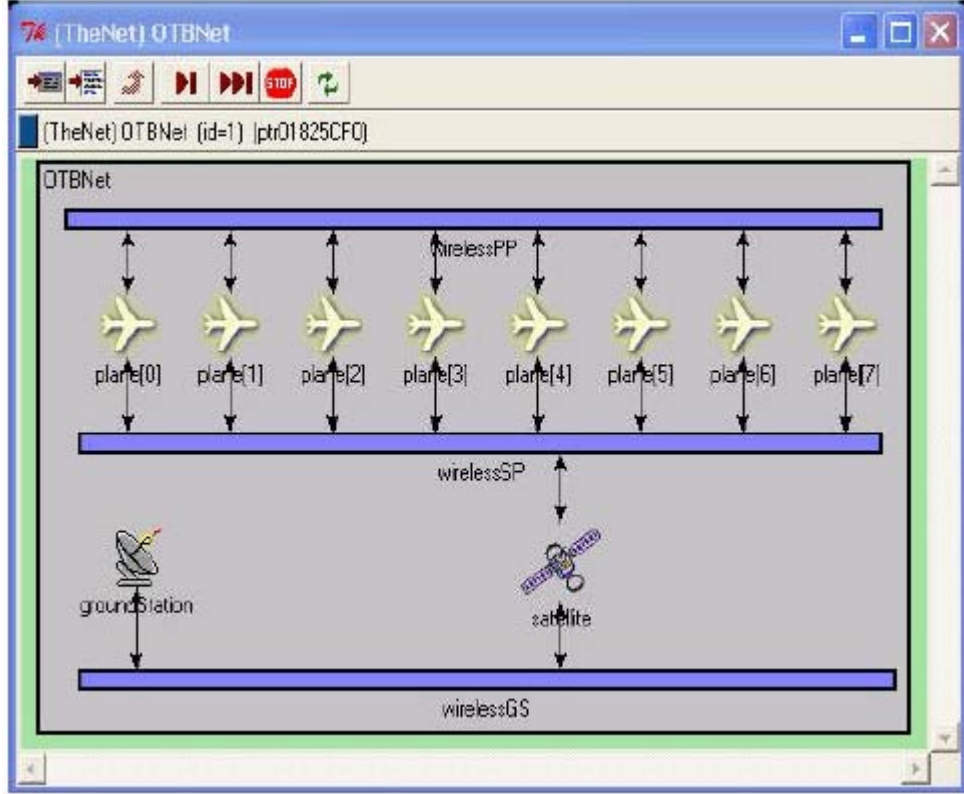 (TheNet) OTBNet
STOP
(TheNet) OTBNet (id=1) (ptr01825CF0)
OTBNet
wirelessPP
plane[0] plane[1] plane[2] plane[3] plane[4] plane[5] plane[6] plane[7]
wirelessSP
groundStation
satellite
wirelessGS